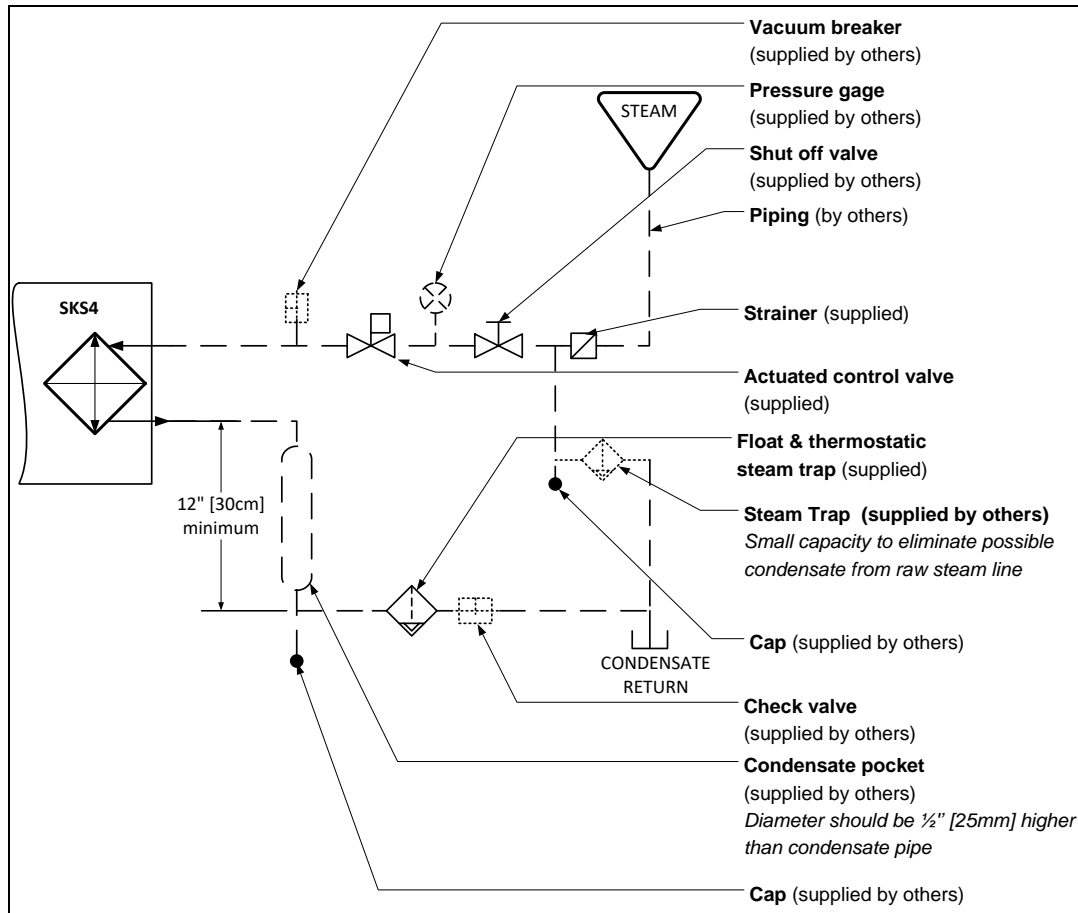 Vacuum breaker
(supplied by others)
Pressure gage
(supplied by others)
STEAM
Shut off valve
(supplied by others)
Piping (by others)
SKS4
Strainer (supplied)
Actuated control valve
(supplied)
Float & thermostatic
steam trap (supplied)
12" [30cm]
minimum
Steam Trap (supplied by others)
Small capacity to eliminate possible
condensate from raw steam line
Cap (supplied by others)
CONDENSATE
RETURN
Check valve
(supplied by others)
Condensate pocket
(supplied by others)
Diameter should be ½" [25mm] higher
than condensate pipe
Cap (supplied by others)